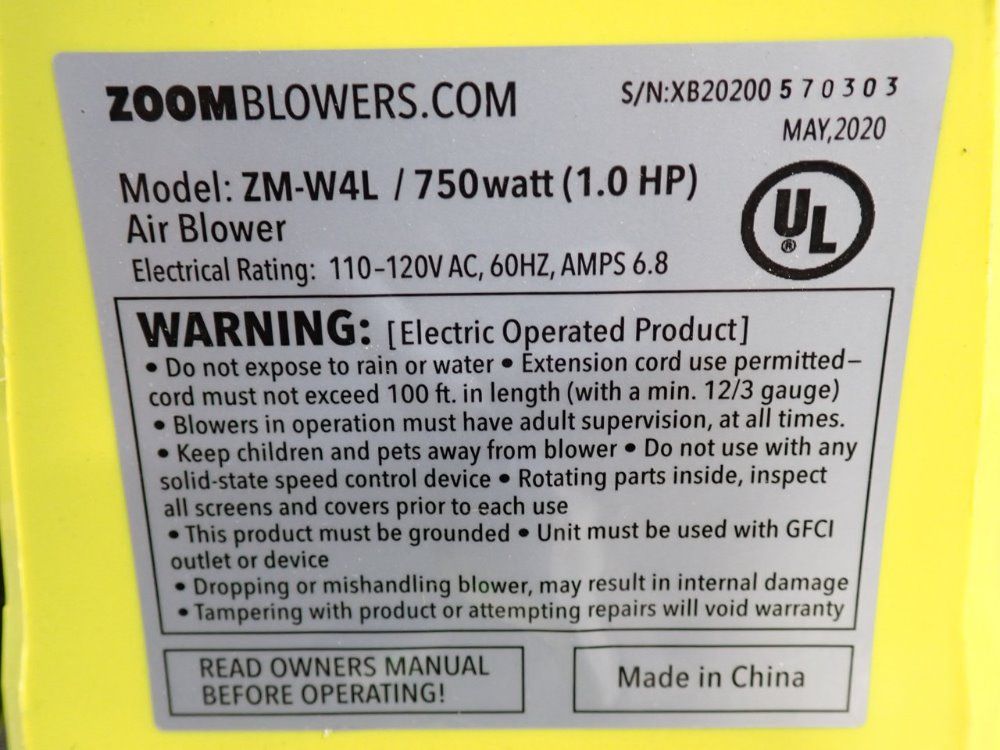 ZOOMBLOWERS.COM
S/N:XB20200 570303
MAY,2020
Model: ZM-W4L / 750watt (1.0 HP)
Air Blower
Electrical Rating: 110-120V AC, 60HZ, AMPS 6.8
UL
®
WARNING: [Electric Operated Product]
• Do not expose to rain or water • Extension cord use permitted–
cord must not exceed 100 ft. in length (with a min. 12/3 gauge)
• Blowers in operation must have adult supervision, at all times.
• Keep children and pets away from blower • Do not use with any
solid-state speed control device • Rotating parts inside, inspect
all screens and covers prior to each use
• This product must be grounded • Unit must be used with GFCI
outlet or device
• Dropping or mishandling blower, may result in internal damage
• Tampering with product or attempting repairs will void warranty
READ OWNERS MANUAL
BEFORE OPERATING!
Made in China